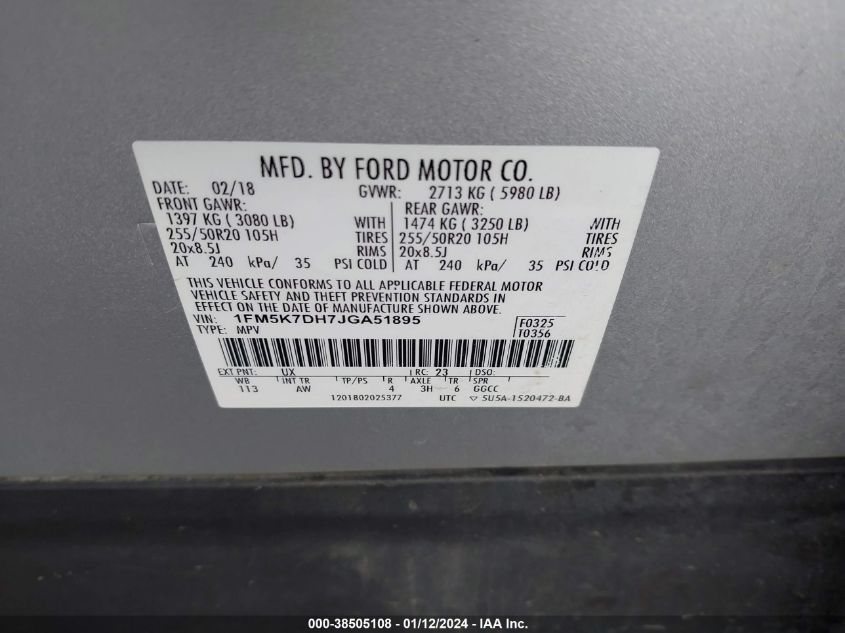 MFD. BY FORD MOTOR CO.
DATE: 02/18 GVWR: 2713 KG ( 5980 LB)
FRONT GAWR: REAR GAWR:
1397 KG ( 3080 LB) WITH 1474 KG ( 3250 LB) WITH
255/50R20 105H TIRES 255/50R20 105H TIRES
20x8.5J RIMS 20x8.5J RIMS
AT 240 kPa/ 35 PSI COLD AT 240 kPa/ 35 PSI COLD
THIS VEHICLE CONFORMS TO ALL APPLICABLE FEDERAL MOTOR
VEHICLE SAFETY AND THEFT PREVENTION STANDARDS IN
EFFECT ON THE DATE OF MANUFACTURE SHOWN ABOVE.
VIN: 1FM5K7DH7JGA51895 F0325
TYPE: MPV T0356
EXT PNT: UX RC: 23 DSO:
WB INT TR TP/PS R AXLE TR SPR
113 AW 4 3H 6 GGCC
1201802025377 UTC ▽ 5U5A-1520472-BA
000-38505108 - 01/12/2024 - IAA Inc.